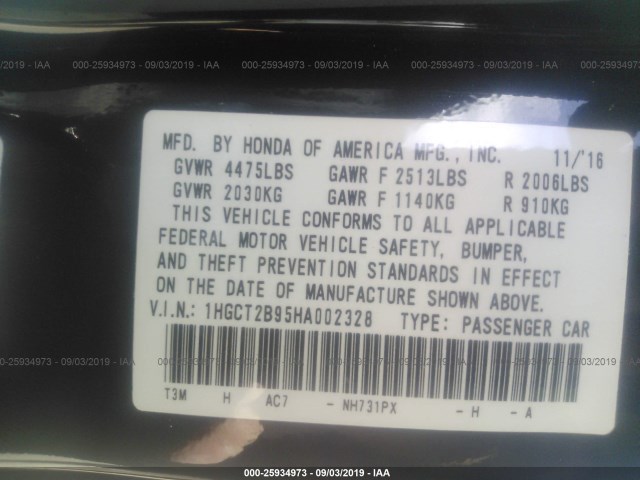 000-25934973 - 09/03/2019 - IAA
MFD. BY HONDA OF AMERICA MFG., INC. 11/'16
GVWR 4475LBS GAWR F 2513LBS R 2006LBS
GVWR 2030KG GAWR F 1140KG R 910KG
THIS VEHICLE CONFORMS TO ALL APPLICABLE
FEDERAL MOTOR VEHICLE SAFETY, BUMPER,
AND THEFT PREVENTION STANDARDS IN EFFECT
ON THE DATE OF MANUFACTURE SHOWN ABOVE.
V.I.N.: 1HGCT2B95HA002328 TYPE: PASSENGER CAR
T3M H AC7 - NH731PX - H - A
000-25934973 - 09/03/2019 - IAA